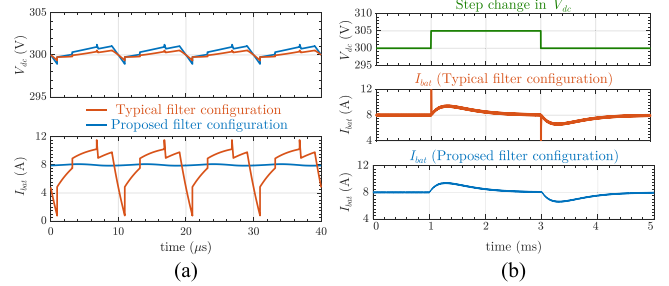 305
300
295
V_dc (V)
Typical filter configuration
Proposed filter configuration
12
8
4
0
I_bat (A)
0 10 20 30 40
time (μs)
(a)
Step change in V_dc
310
305
300
V_dc (V)
I_bat (Typical filter configuration)
12
8
4
I_bat (A)
I_bat (Proposed filter configuration)
12
8
4
I_bat (A)
0 1 2 3 4 5
time (ms)
(b)